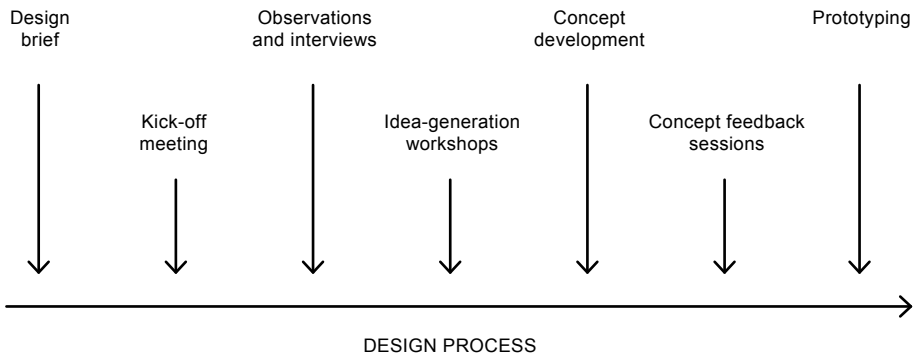 Design
brief
Observations
and interviews
Concept
development
Prototyping
Kick-off
meeting
Idea-generation
workshops
Concept feedback
sessions
DESIGN PROCESS